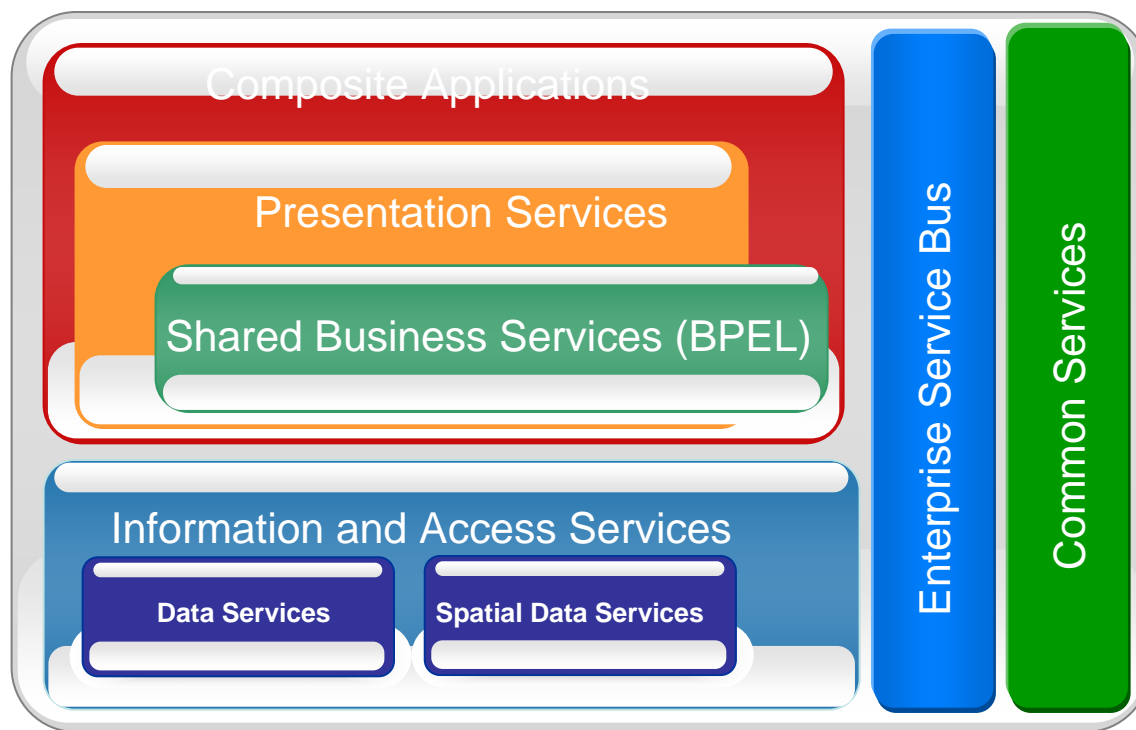 Composite Applications
Presentation Services
Shared Business Services (BPEL)
Information and Access Services
Data Services
Spatial Data Services
Enterprise Service Bus
Common Services